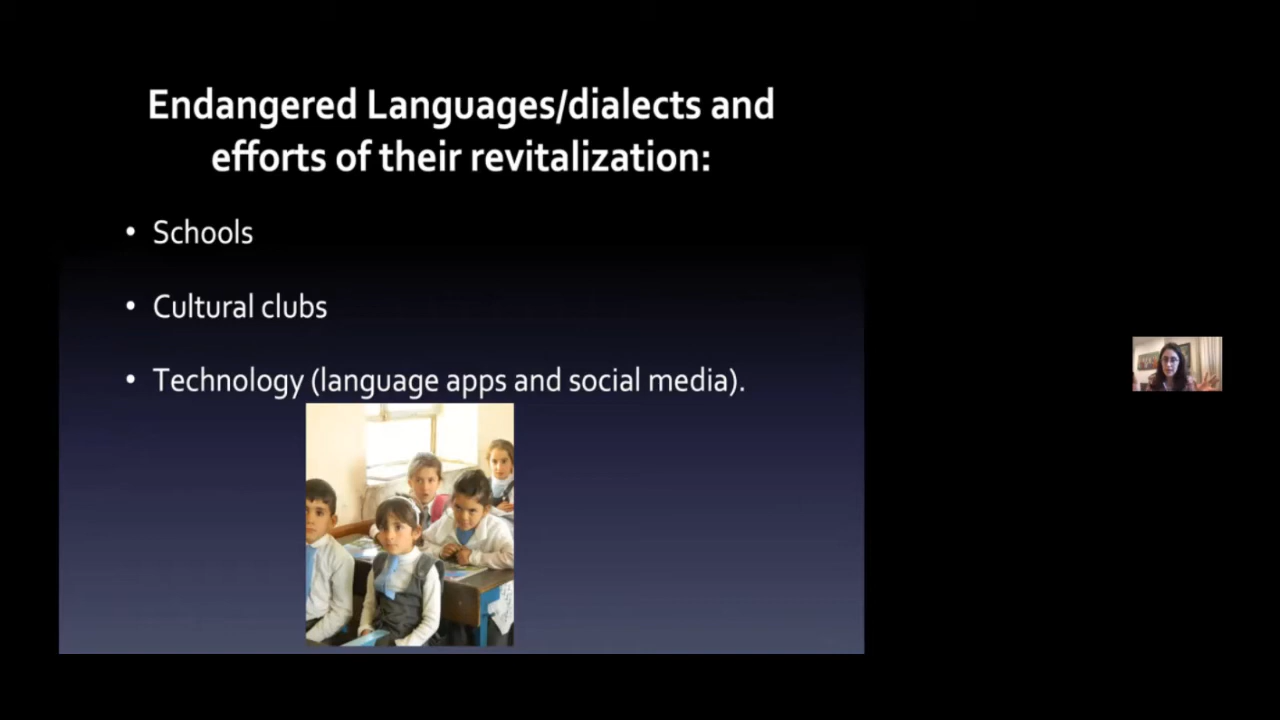 Endangered Languages/dialects and
efforts of their revitalization:
• Schools
• Cultural clubs
• Technology (language apps and social media).